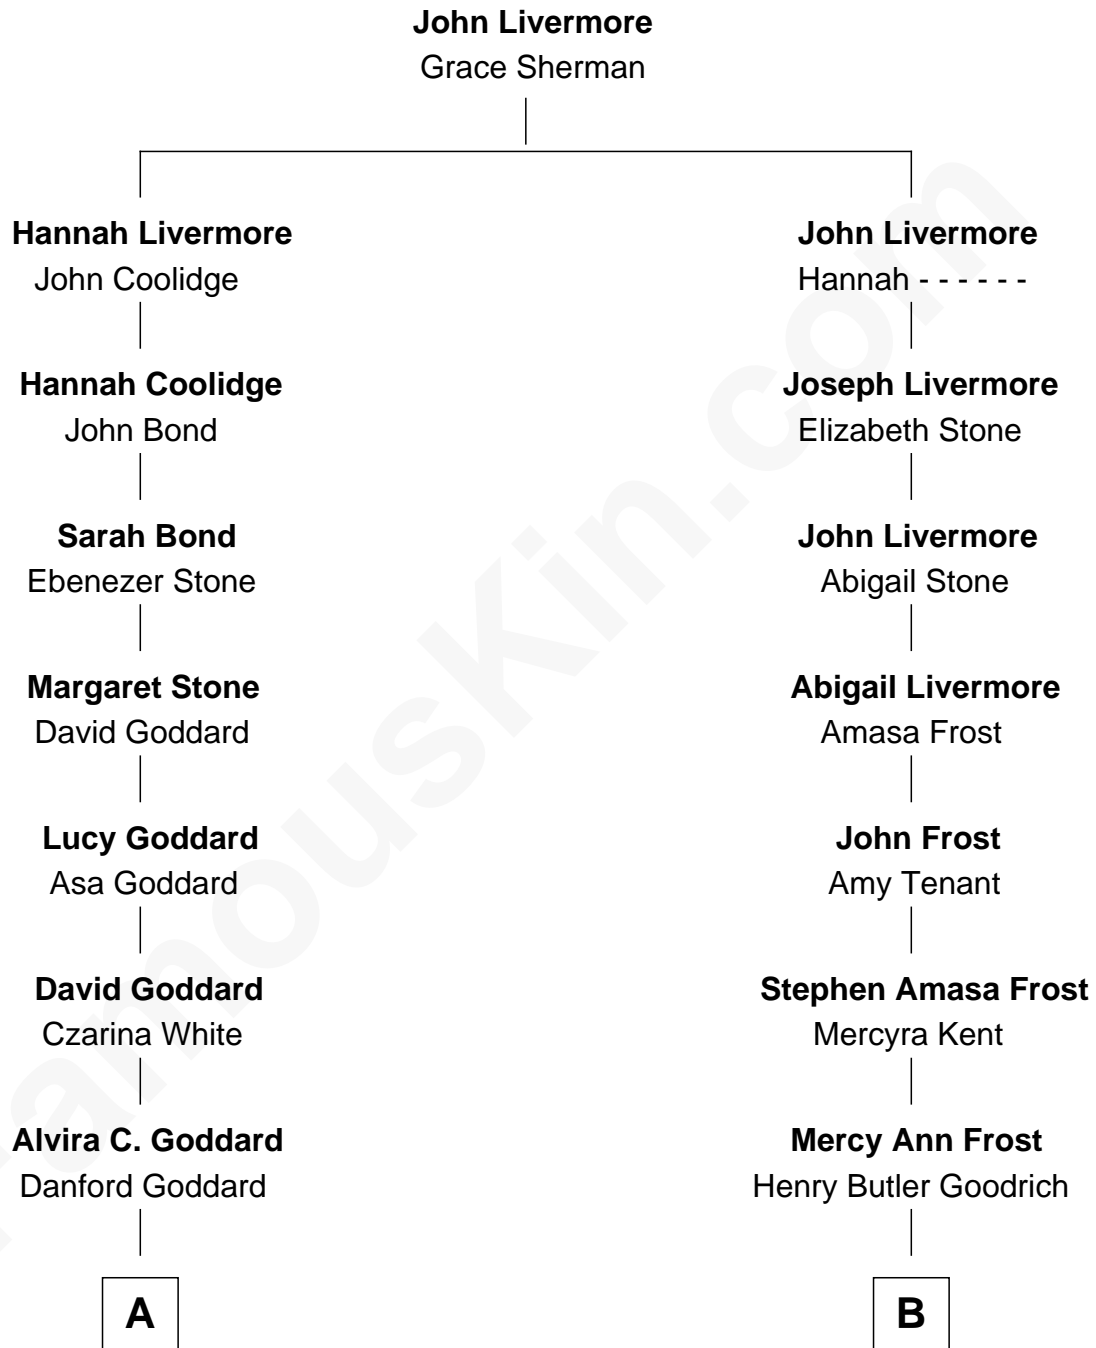 John Livermore
Grace Sherman
Hannah Livermore
John Coolidge
John Livermore
Hannah - - - - - -
Hannah Coolidge
John Bond
Joseph Livermore
Elizabeth Stone
Sarah Bond
Ebenezer Stone
John Livermore
Abigail Stone
Margaret Stone
David Goddard
Abigail Livermore
Amasa Frost
Lucy Goddard
Asa Goddard
John Frost
Amy Tenant
David Goddard
Czarina White
Stephen Amasa Frost
Mercyra Kent
Alvira C. Goddard
Danford Goddard
Mercy Ann Frost
Henry Butler Goodrich
A
B
FamousKin.com